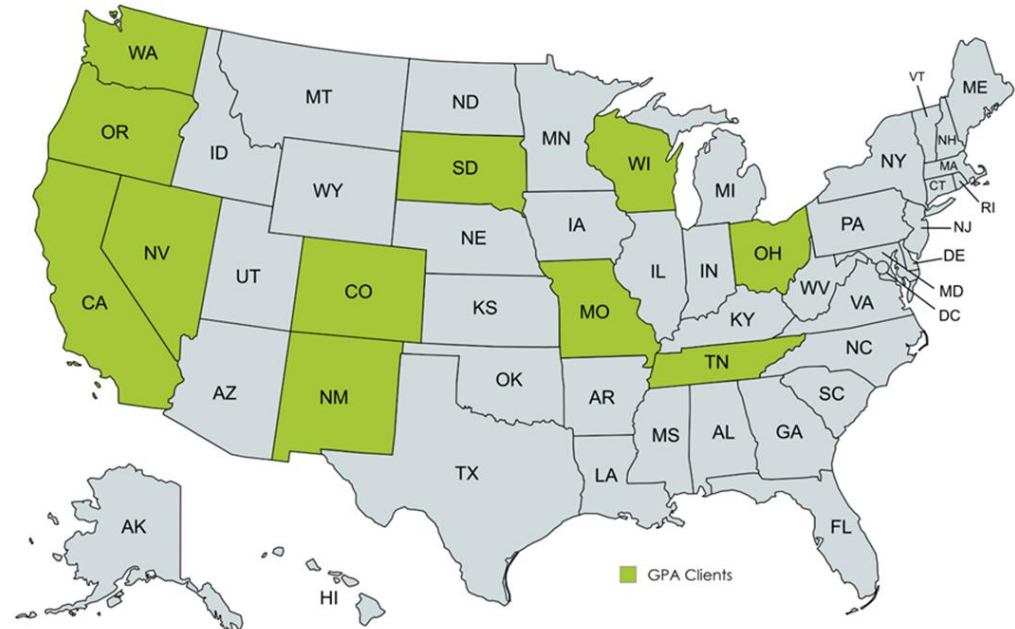 WA
OR
CA
NV
ID
MT
WY
UT
AZ
CO
NM
ND
SD
NE
KS
OK
TX
MN
IA
MO
AR
LA
WI
IL
MI
IN
OH
KY
TN
MS
AL
GA
FL
SC
NC
VA
WV
PA
NY
VT
NH
ME
MA
CT
RI
NJ
DE
MD
DC
AK
HI
GPA Clients